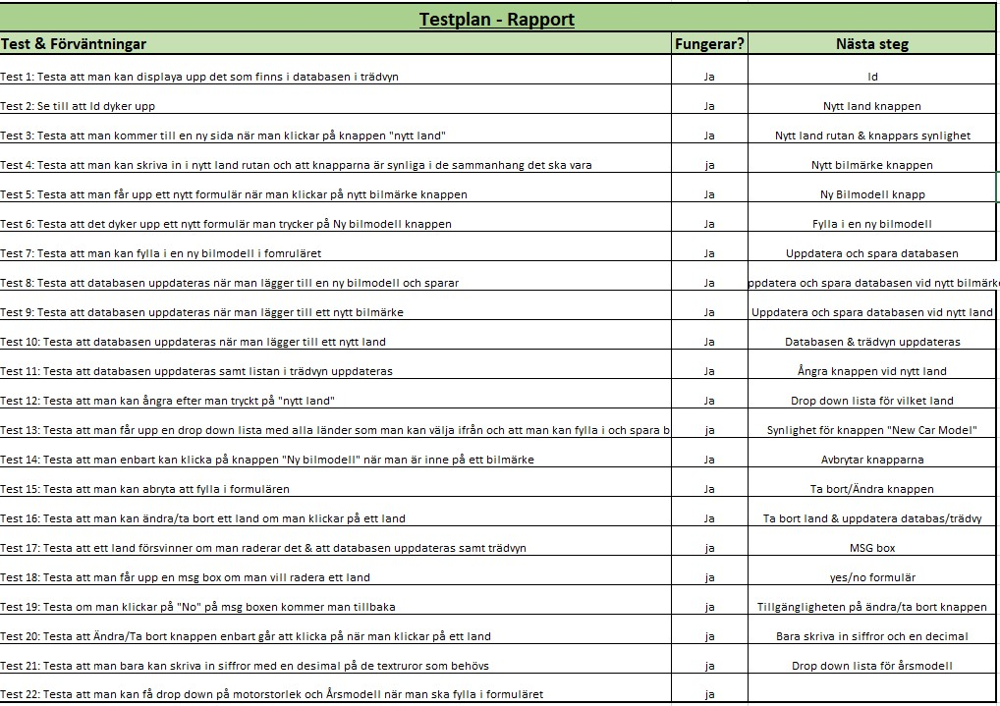 Testplan - Rapport
Test & Förväntningar Fungerar? Nästa steg
Test 1: Testa att man kan displaya upp det som finns i databasen i trädvyn Ja Id
Test 2: Se till att Id dyker upp Ja Nytt land knappen
Test 3: Testa att man kommer till en ny sida när man klickar på knappen "nytt land" Ja Nytt land rutan & knappars synlighet
Test 4: Testa att man kan skriva in i nytt land rutan och att knapparna är synliga i de sammanhang det ska vara ja Nytt bilmärke knappen
Test 5: Testa att man får upp ett nytt formulär när man klickar på nytt bilmärke knappen Ja Ny Bilmodell knapp
Test 6: Testa att det dyker upp ett nytt formulär man trycker på Ny bilmodell knappen Ja Fylla i en ny bilmodell
Test 7: Testa att man kan fylla i en ny bilmodell i fomruläret Ja Uppdatera och spara databasen
Test 8: Testa att databasen uppdateras när man lägger till en ny bilmodell och sparar Ja ppdatera och spara databasen vid nytt bilmärke
Test 9: Testa att databasen uppdateras när man lägger till ett nytt bilmärke Ja Uppdatera och spara databasen vid nytt land
Test 10: Testa att databasen uppdateras när man lägger till ett nytt land Ja Databasen & trädvyn uppdateras
Test 11: Testa att databasen uppdateras samt listan i trädvyn uppdateras Ja Ångra knappen vid nytt land
Test 12: Testa att man kan ångra efter man tryckt på "nytt land" Ja Drop down lista för vilket land
Test 13: Testa att man får upp en drop down lista med alla länder som man kan välja ifrån och att man kan fylla i och spara b ja Synlighet för knappen "New Car Model"
Test 14: Testa att man enbart kan klicka på knappen "Ny bilmodell" när man är inne på ett bilmärke Ja Avbrytar knapparna
Test 15: Testa att man kan abryta att fylla i formulären Ja Ta bort/Ändra knappen
Test 16: Testa att man kan ändra/ta bort ett land om man klickar på ett land Ja Ta bort land & uppdatera databas/trädvy
Test 17: Testa att ett land försvinner om man raderar det & att databasen uppdateras samt trädvyn ja MSG box
Test 18: Testa att man får upp en msg box om man vill radera ett land ja yes/no formulär
Test 19: Testa om man klickar på "No" på msg boxen kommer man tillbaka ja Tillgängligheten på ändra/ta bort knappen
Test 20: Testa att Ändra/Ta bort knappen enbart går att klicka på när man klickar på ett land ja Bara skriva in siffror och en decimal
Test 21: Testa att man bara kan skriva in siffror med en desimal på de textruror som behövs ja Drop down lista för årsmodell
Test 22: Testa att man kan få drop down på motorstorlek och Årsmodell när man ska fylla i formuläret ja